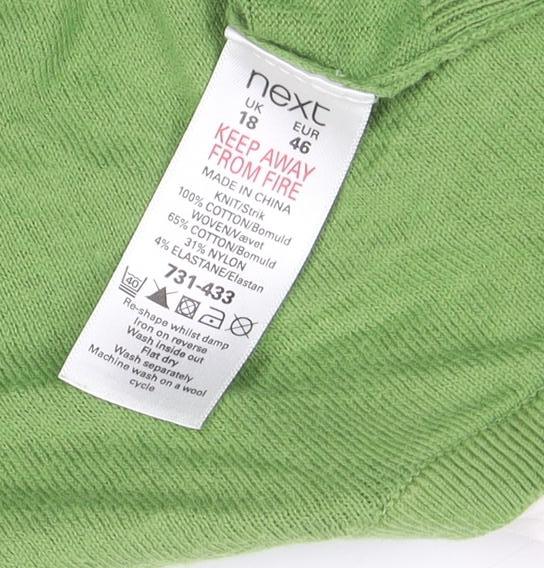 next
UK EUR
18 46
KEEP AWAY
FROM FIRE
MADE IN CHINA
KNIT/Strik
100% COTTON/Bomuld
WOVEN/Vævet
65% COTTON/Bomuld
31% NYLON
4% ELASTANE/Elastan
731-433
40
Re-shape whilst damp
Iron on reverse
Wash inside out
Flat dry
Wash separately
Machine wash on a wool
cycle